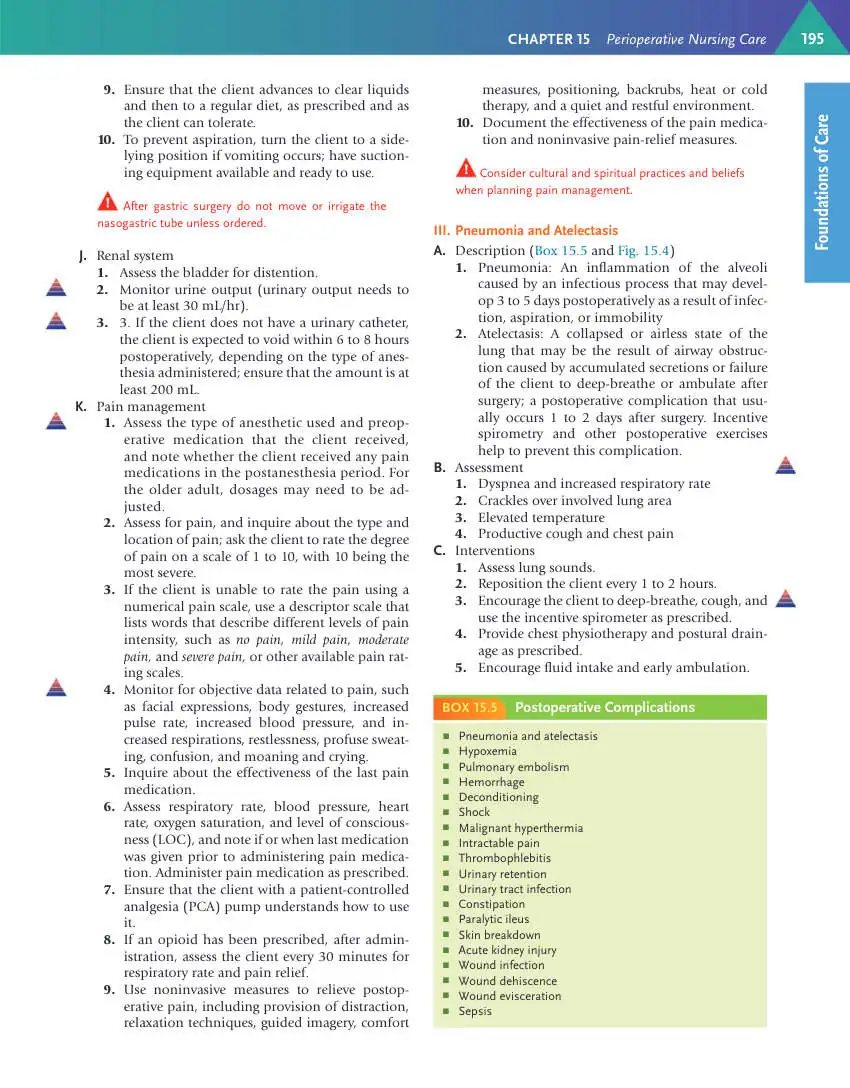 CHAPTER 15 Perioperative Nursing Care 195
9. Ensure that the client advances to clear liquids
and then to a regular diet, as prescribed and as
the client can tolerate.
10. To prevent aspiration, turn the client to a side-
lying position if vomiting occurs; have suction-
ing equipment available and ready to use.
After gastric surgery do not move or irrigate the
nasogastric tube unless ordered.
J. Renal system
1. Assess the bladder for distention.
2. Monitor urine output (urinary output needs to
be at least 30 mL/hr).
3. 3. If the client does not have a urinary catheter,
the client is expected to void within 6 to 8 hours
postoperatively, depending on the type of anes-
thesia administered; ensure that the amount is at
least 200 mL.
K. Pain management
1. Assess the type of anesthetic used and preop-
erative medication that the client received,
and note whether the client received any pain
medications in the postanesthesia period. For
the older adult, dosages may need to be ad-
justed.
2. Assess for pain, and inquire about the type and
location of pain; ask the client to rate the degree
of pain on a scale of 1 to 10, with 10 being the
most severe.
3. If the client is unable to rate the pain using a
numerical pain scale, use a descriptor scale that
lists words that describe different levels of pain
intensity, such as no pain, mild pain, moderate
pain, and severe pain, or other available pain rat-
ing scales.
4. Monitor for objective data related to pain, such
as facial expressions, body gestures, increased
pulse rate, increased blood pressure, and in-
creased respirations, restlessness, profuse sweat-
ing, confusion, and moaning and crying.
5. Inquire about the effectiveness of the last pain
medication.
6. Assess respiratory rate, blood pressure, heart
rate, oxygen saturation, and level of conscious-
ness (LOC), and note if or when last medication
was given prior to administering pain medica-
tion. Administer pain medication as prescribed.
7. Ensure that the client with a patient-controlled
analgesia (PCA) pump understands how to use
it.
8. If an opioid has been prescribed, after admin-
istration, assess the client every 30 minutes for
respiratory rate and pain relief.
9. Use noninvasive measures to relieve postop-
erative pain, including provision of distraction,
relaxation techniques, guided imagery, comfort
measures, positioning, backrubs, heat or cold
therapy, and a quiet and restful environment.
10. Document the effectiveness of the pain medica-
tion and noninvasive pain-relief measures.
Consider cultural and spiritual practices and beliefs
when planning pain management.
III. Pneumonia and Atelectasis
A. Description (Box 15.5 and Fig. 15.4)
1. Pneumonia: An inflammation of the alveoli
caused by an infectious process that may devel-
op 3 to 5 days postoperatively as a result of infec-
tion, aspiration, or immobility
2. Atelectasis: A collapsed or airless state of the
lung that may be the result of airway obstruc-
tion caused by accumulated secretions or failure
of the client to deep-breathe or ambulate after
surgery; a postoperative complication that usu-
ally occurs 1 to 2 days after surgery. Incentive
spirometry and other postoperative exercises
help to prevent this complication.
B. Assessment
1. Dyspnea and increased respiratory rate
2. Crackles over involved lung area
3. Elevated temperature
4. Productive cough and chest pain
C. Interventions
1. Assess lung sounds.
2. Reposition the client every 1 to 2 hours.
3. Encourage the client to deep-breathe, cough, and
use the incentive spirometer as prescribed.
4. Provide chest physiotherapy and postural drain-
age as prescribed.
5. Encourage fluid intake and early ambulation.
BOX 15.5 Postoperative Complications
■ Pneumonia and atelectasis
■ Hypoxemia
■ Pulmonary embolism
■ Hemorrhage
■ Deconditioning
■ Shock
■ Malignant hyperthermia
■ Intractable pain
■ Thrombophlebitis
■ Urinary retention
■ Urinary tract infection
■ Constipation
■ Paralytic ileus
■ Skin breakdown
■ Acute kidney injury
■ Wound infection
■ Wound dehiscence
■ Wound evisceration
■ Sepsis
Foundations of Care